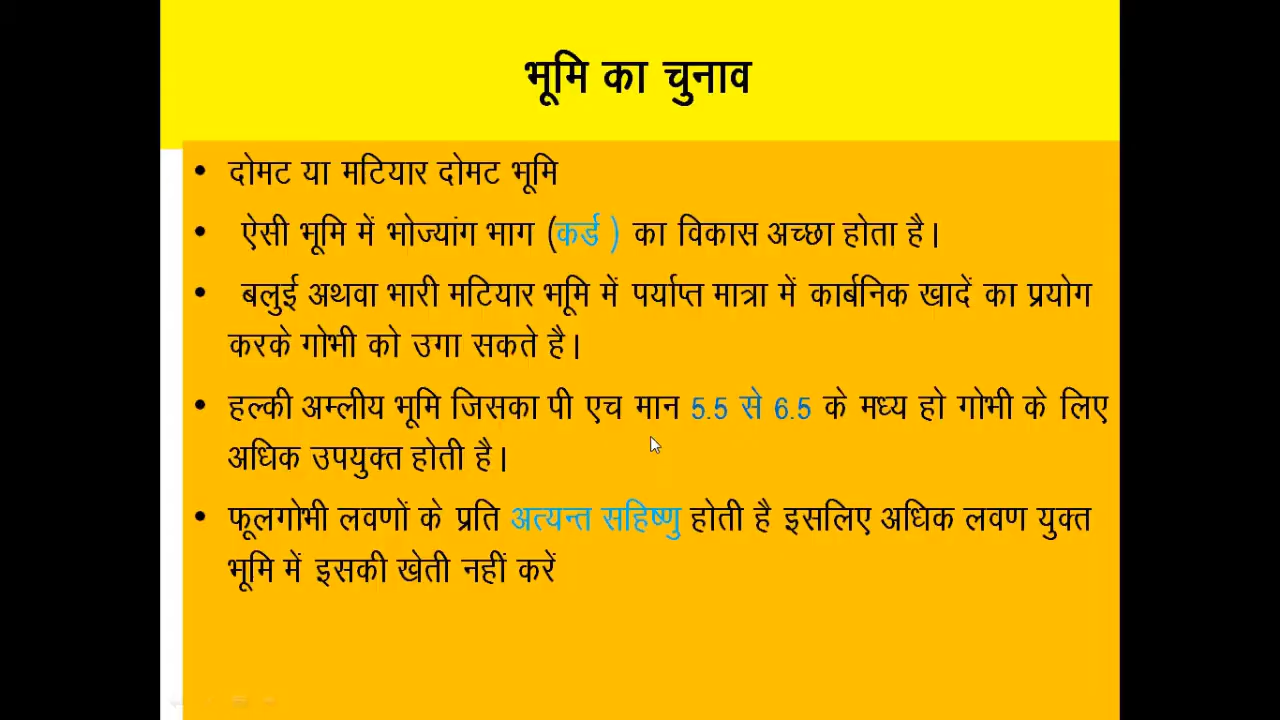 भूमि का चुनाव
• दोमट या मटियार दोमट भूमि
• ऐसी भूमि में भोज्यांग भाग (कर्ड ) का विकास अच्छा होता है।
• बलुई अथवा भारी मटियार भूमि में पर्याप्त मात्रा में कार्बनिक खादें का प्रयोग
करके गोभी को उगा सकते है।
• हल्की अम्लीय भूमि जिसका पी एच मान 5.5 से 6.5 के मध्य हो गोभी के लिए
अधिक उपयुक्त होती है।
• फूलगोभी लवणों के प्रति अत्यन्त सहिष्णु होती है इसलिए अधिक लवण युक्त
भूमि में इसकी खेती नहीं करें